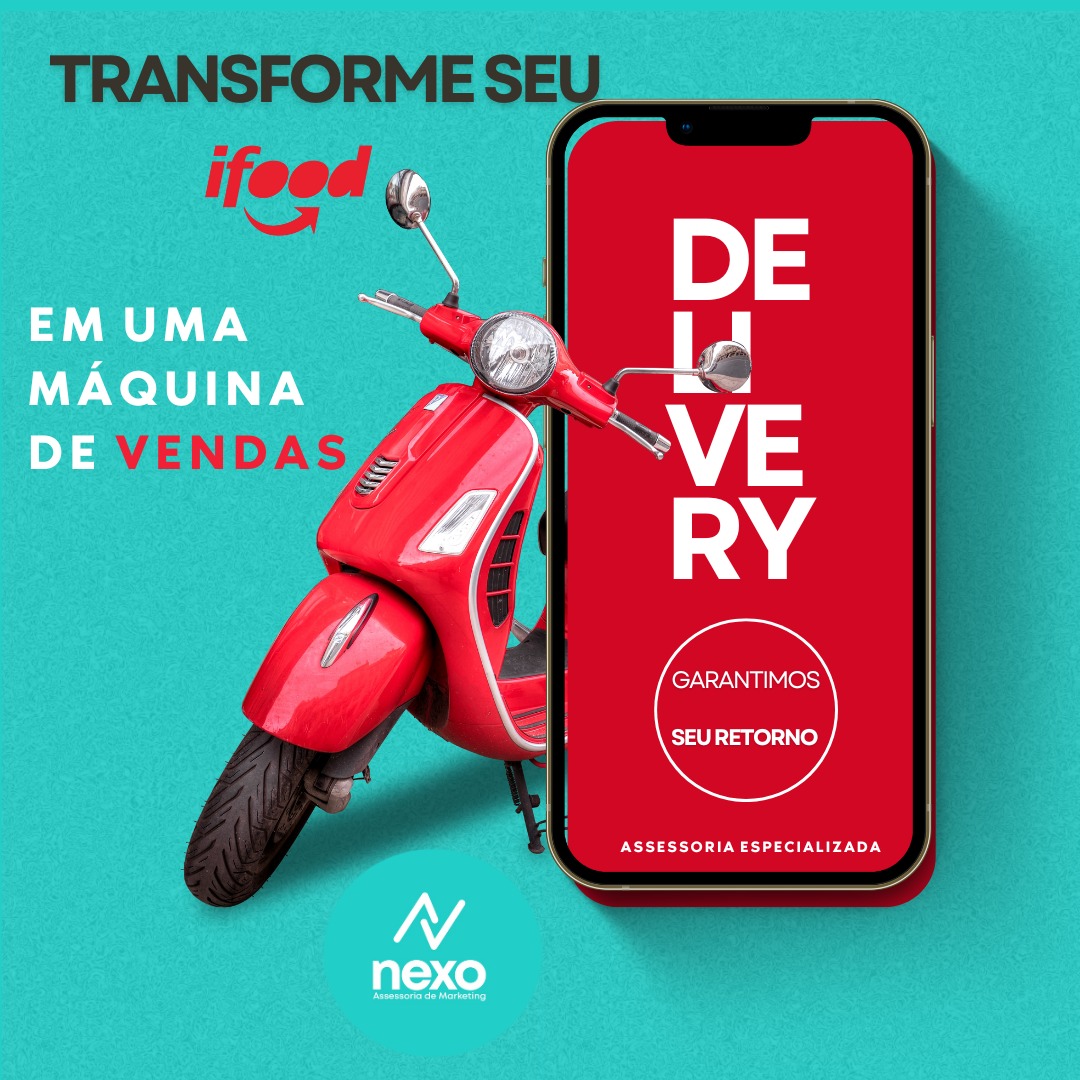 TRANSFORME SEU
ifood
EM UMA
MÁQUINA
DE VENDAS
DE
LI
VE
RY
GARANTIMOS
SEU RETORNO
ASSESSORIA ESPECIALIZADA
nexo
Assessoria de Marketing